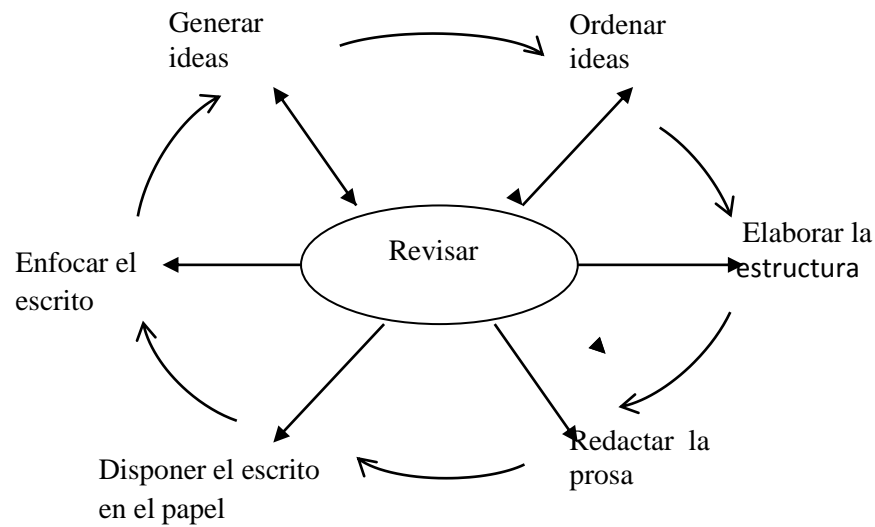 Generar
ideas
Ordenar
ideas
Revisar
Elaborar la
estructura
Enfocar el
escrito
Redactar la
prosa
Disponer el escrito
en el papel